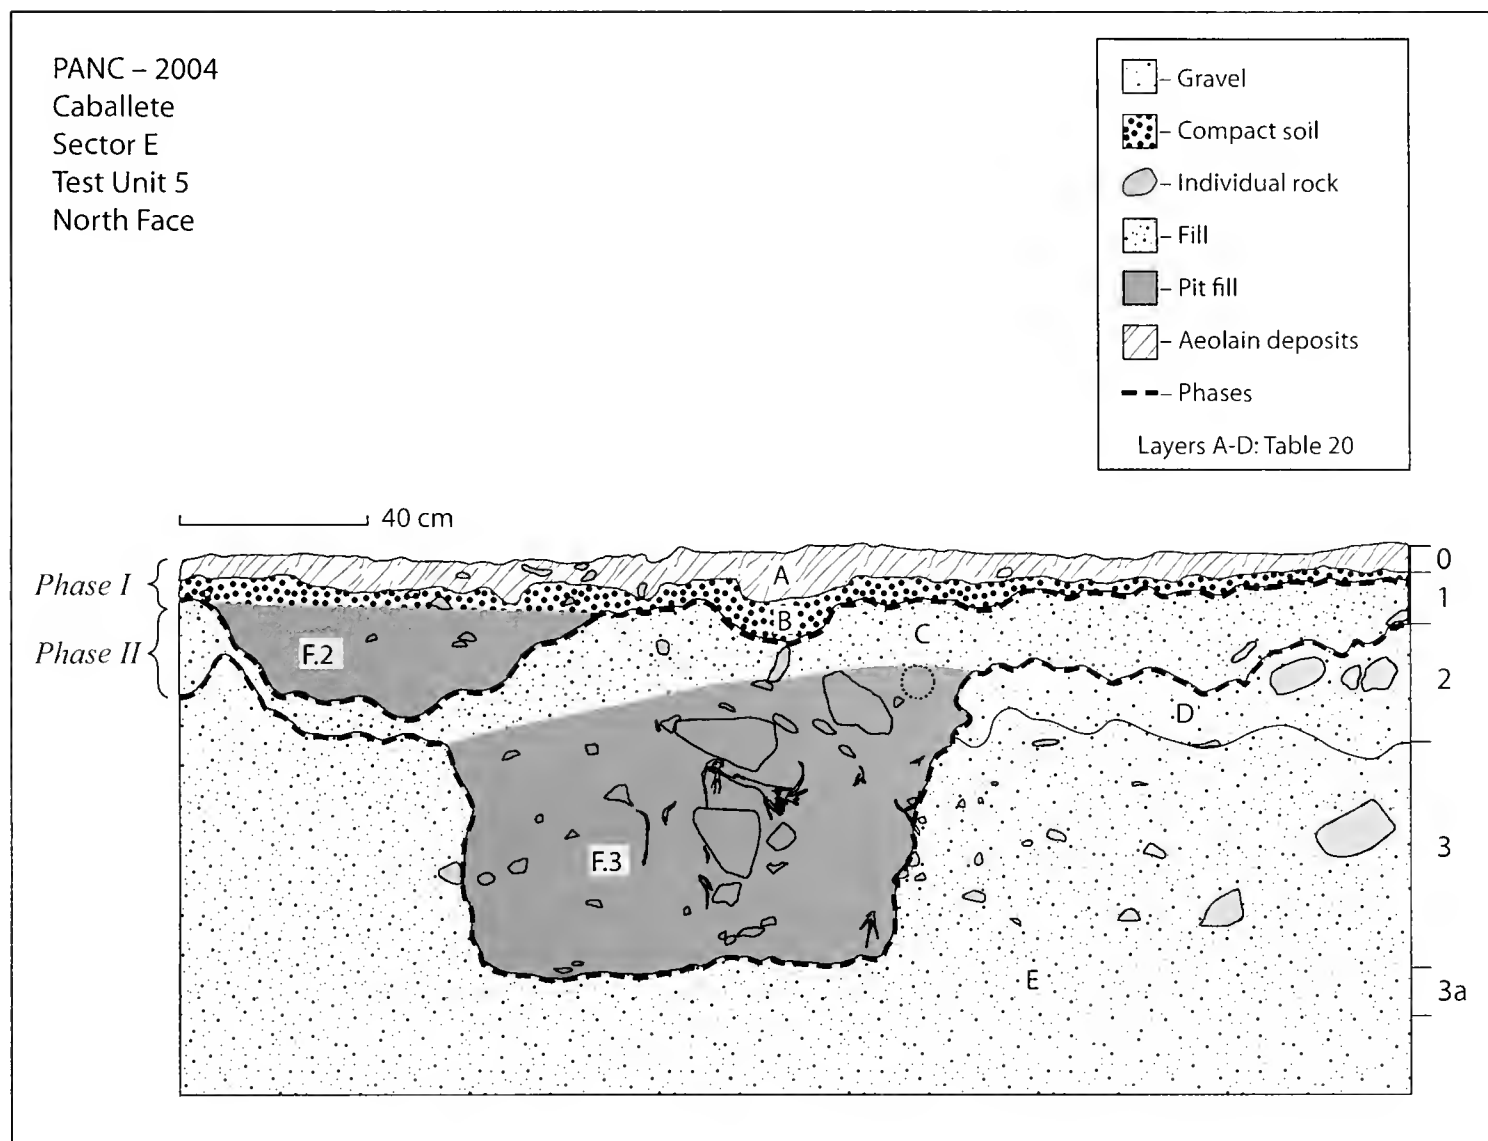 PANC – 2004
Caballete
Sector E
Test Unit 5
North Face
– Gravel
– Compact soil
– Individual rock
– Fill
– Pit fill
– Aeolain deposits
– Phases
Layers A-D: Table 20
40 cm
Phase I
Phase II
A
B
C
D
E
F.2
F.3
0
1
2
3
3a